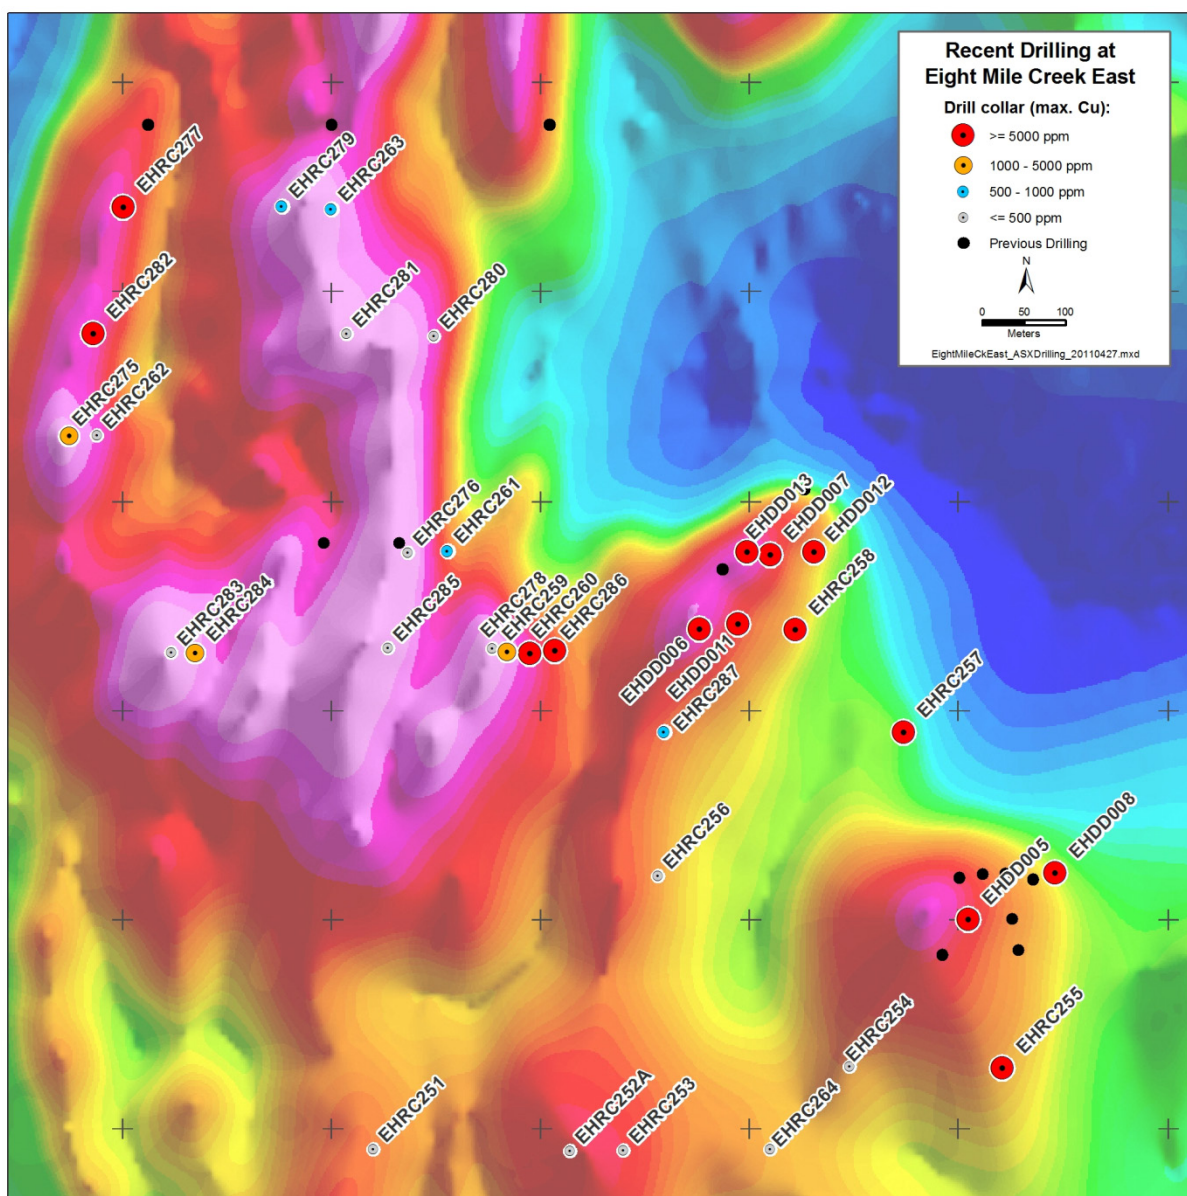 Recent Drilling at
Eight Mile Creek East
Drill collar (max. Cu):
>= 5000 ppm
1000 - 5000 ppm
500 - 1000 ppm
<= 500 ppm
Previous Drilling
N
0 50 100
Meters
EightMileCkEast_ASXDrilling_20110427.mxd
EHRC277
EHRC279
EHRC263
EHRC282
EHRC281
EHRC280
EHRC275
EHRC262
EHRC276
EHRC261
EHDD013
EHDD007
EHDD012
EHRC283
EHRC284
EHRC285
EHRC278
EHRC259
EHRC260
EHRC286
EHDD006
EHDD011
EHRC258
EHRC287
EHRC257
EHRC256
EHDD005
EHDD008
EHRC254
EHRC255
EHRC251
EHRC252A
EHRC253
EHRC264